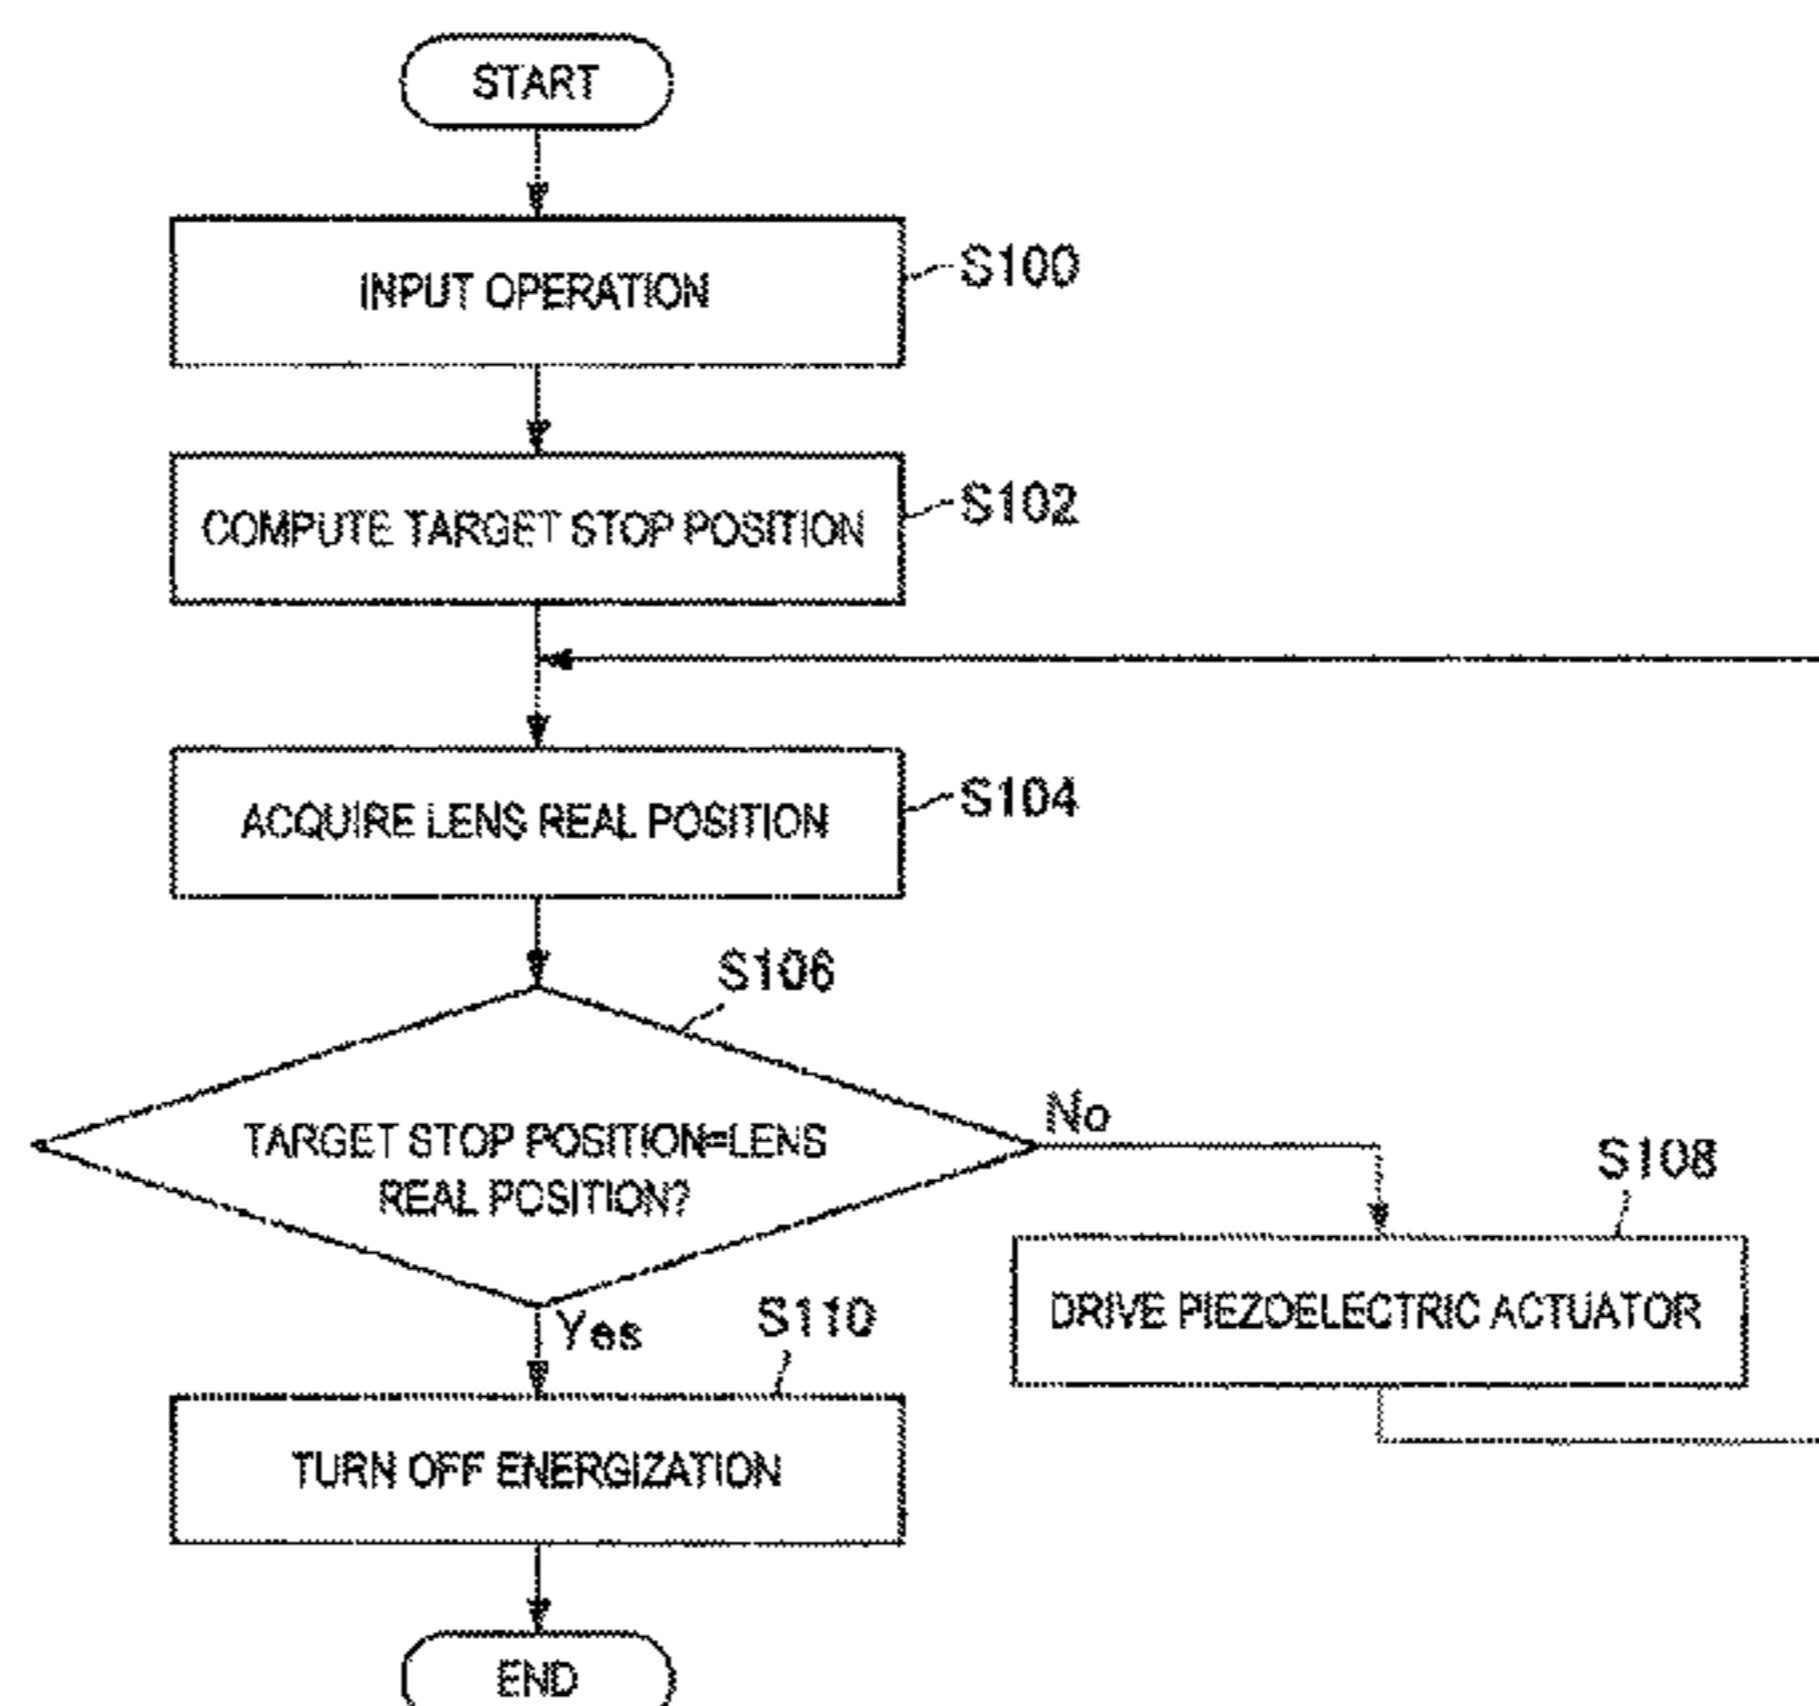 START
INPUT OPERATION
S100
COMPUTE TARGET STOP POSITION
S102
ACQUIRE LENS REAL POSITION
S104
S106
TARGET STOP POSITION=LENS
REAL POSITION?
No
S108
DRIVE PIEZOELECTRIC ACTUATOR
Yes
S110
TURN OFF ENERGIZATION
END